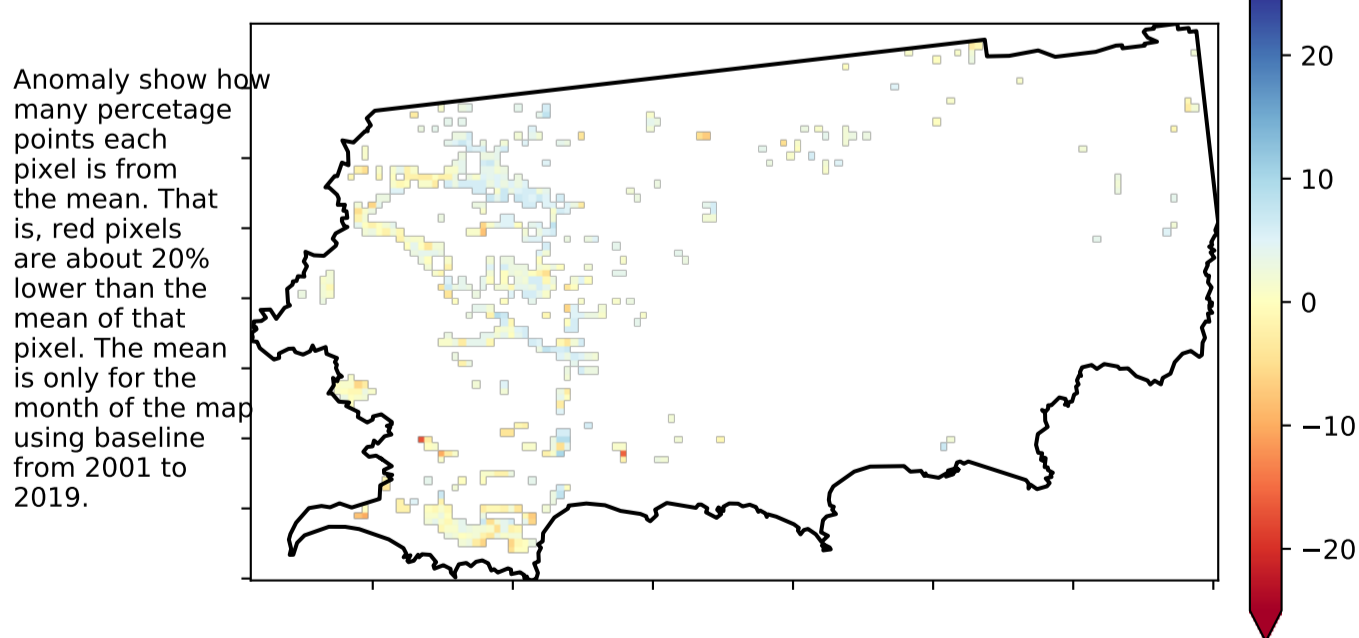 Anomaly show how
many percetage
points each
pixel is from
the mean. That
is, red pixels
are about 20%
lower than the
mean of that
pixel. The mean
is only for the
month of the map
using baseline
from 2001 to
2019.
20
10
0
−10
−20